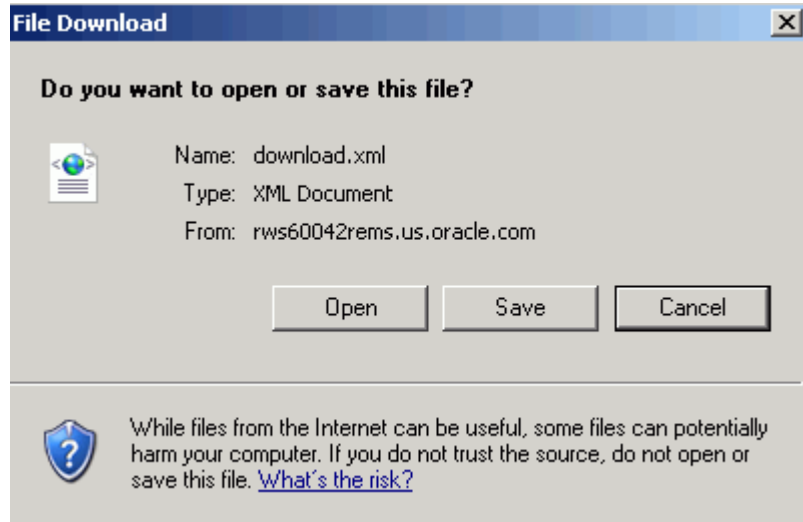 File Download
Do you want to open or save this file?
Name: download.xml
Type: XML Document
From: rws60042rems.us.oracle.com
Open Save Cancel
While files from the Internet can be useful, some files can potentially
harm your computer. If you do not trust the source, do not open or
save this file. What's the risk?